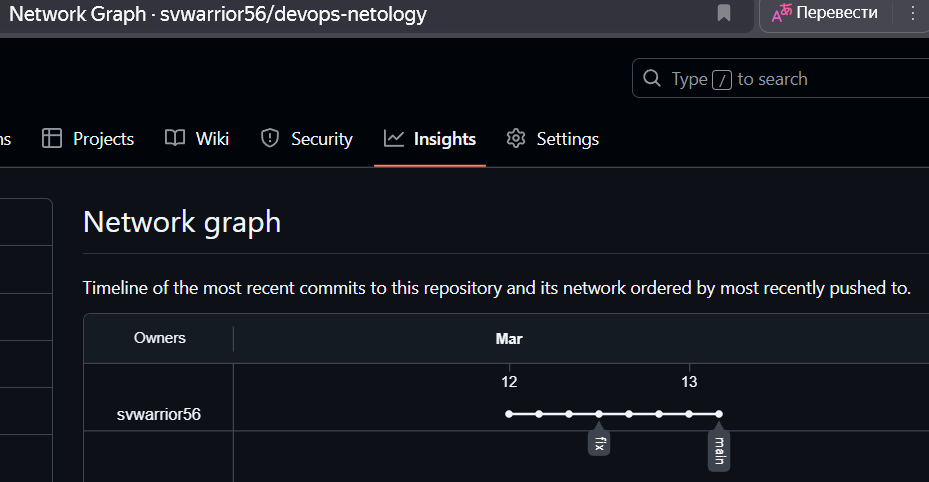 Network Graph · svwarrior56/devops-netology
Перевести
Type / to search
ns
Projects
Wiki
Security
Insights
Settings
Network graph
Timeline of the most recent commits to this repository and its network ordered by most recently pushed to.
Owners
Mar
12
13
svwarrior56
fix
main